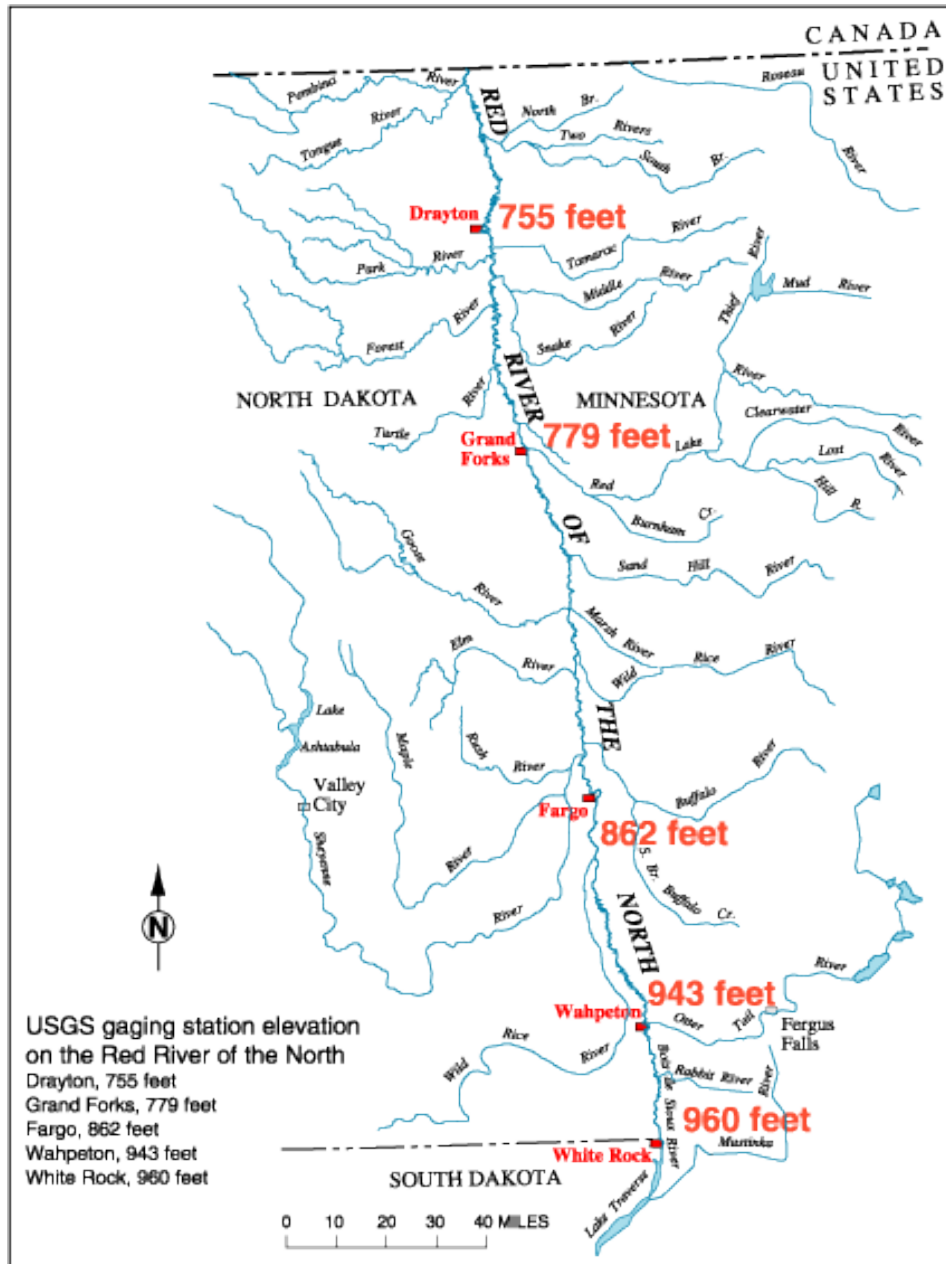 CANADA
UNITED
STATES
Pembina River
Tongue River
RED
North Br.
Two Rivers
South Br.
Roseau River
Drayton
755 feet
Park River
Tamarac River
Middle River
Thief River
Mud River
Forest River
Snake River
RIVER
NORTH DAKOTA
MINNESOTA
Turtle River
Grand
Forks
779 feet
Red Lake River
Clearwater River
Lost River
Hill R.
Burnham Cr.
Goose River
OF
Sand Hill River
Marsh River
Elm River
Wild Rice River
THE
Lake
Ashtabula
Maple River
Rush River
Valley
City
Buffalo River
Fargo
862 feet
S. Br. Buffalo Cr.
Sheyenne River
N
NORTH
943 feet
Wahpeton
Otter Tail River
Fergus
Falls
Wild Rice River
Bois de Sioux River
Rabbit River
960 feet
Mustinka River
White Rock
SOUTH DAKOTA
Lake Traverse
USGS gaging station elevation
on the Red River of the North
Drayton, 755 feet
Grand Forks, 779 feet
Fargo, 862 feet
Wahpeton, 943 feet
White Rock, 960 feet
0 10 20 40 MILES